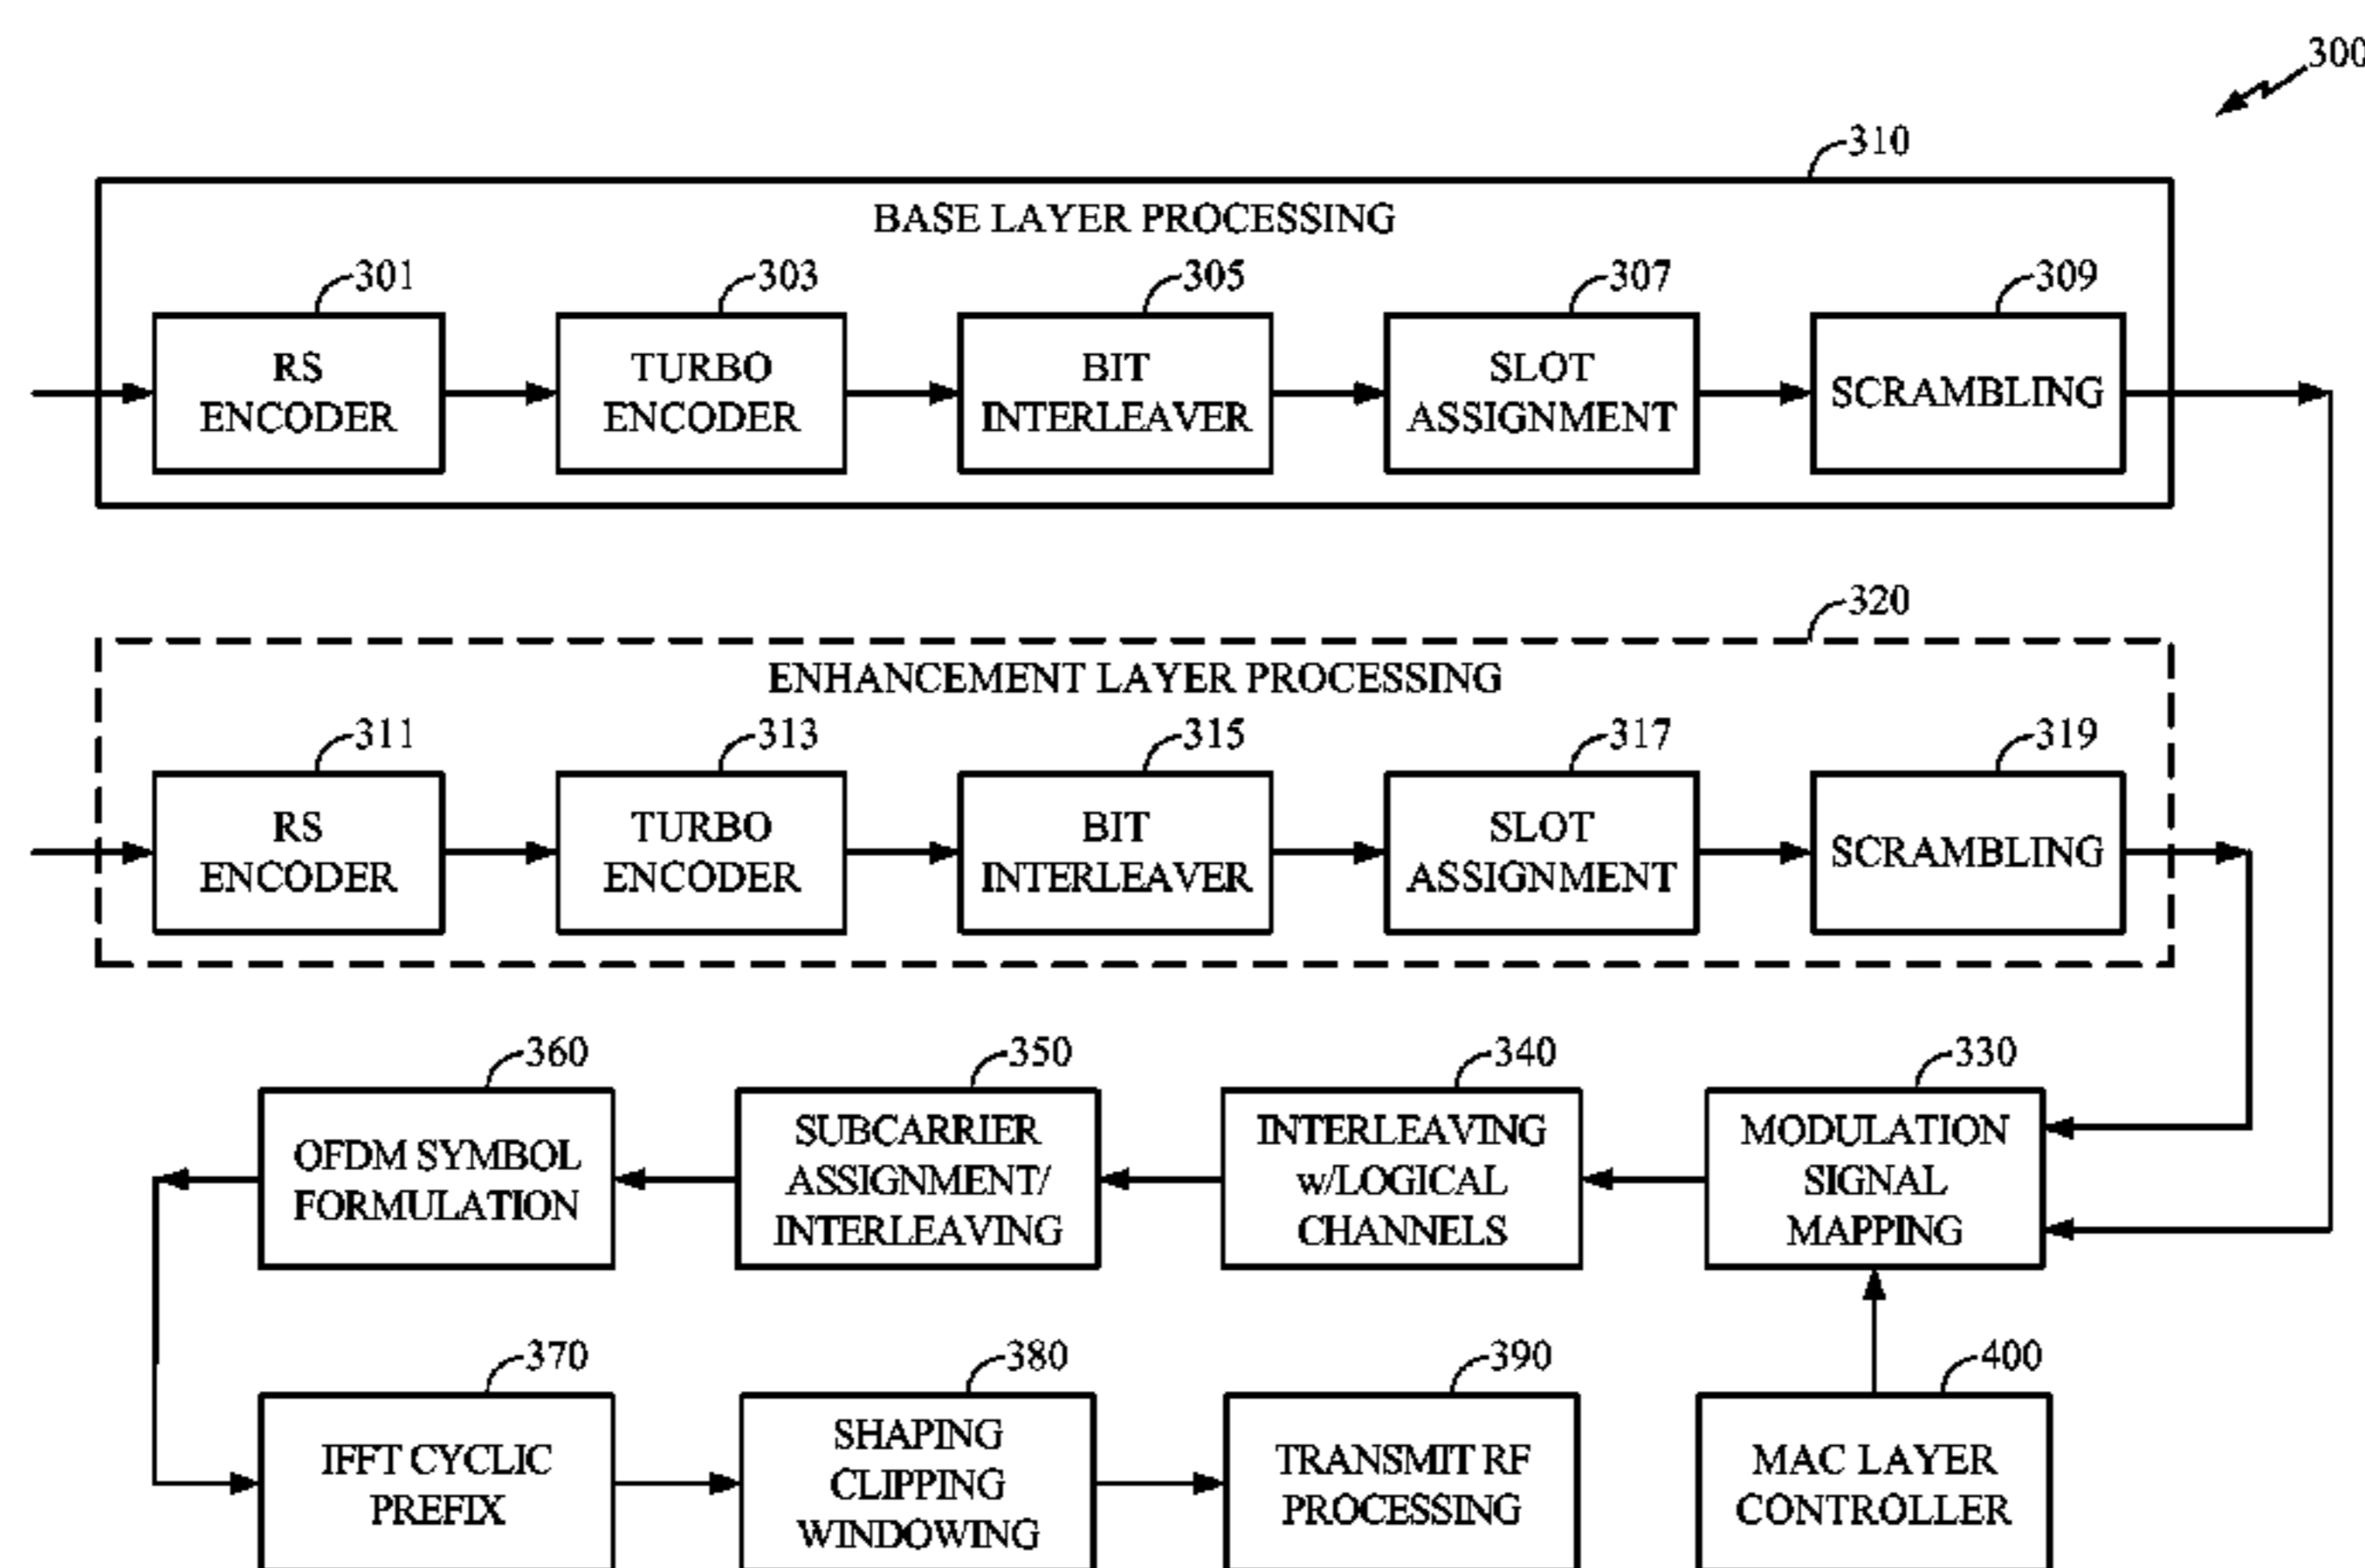 300
310
BASE LAYER PROCESSING
301
303
305
307
309
RS
ENCODER
TURBO
ENCODER
BIT
INTERLEAVER
SLOT
ASSIGNMENT
SCRAMBLING
320
ENHANCEMENT LAYER PROCESSING
311
313
315
317
319
RS
ENCODER
TURBO
ENCODER
BIT
INTERLEAVER
SLOT
ASSIGNMENT
SCRAMBLING
360
350
340
330
OFDM SYMBOL
FORMULATION
SUBCARRIER
ASSIGNMENT/
INTERLEAVING
INTERLEAVING
w/LOGICAL
CHANNELS
MODULATION
SIGNAL
MAPPING
370
380
390
400
IFFT CYCLIC
PREFIX
SHAPING
CLIPPING
WINDOWING
TRANSMIT RF
PROCESSING
MAC LAYER
CONTROLLER